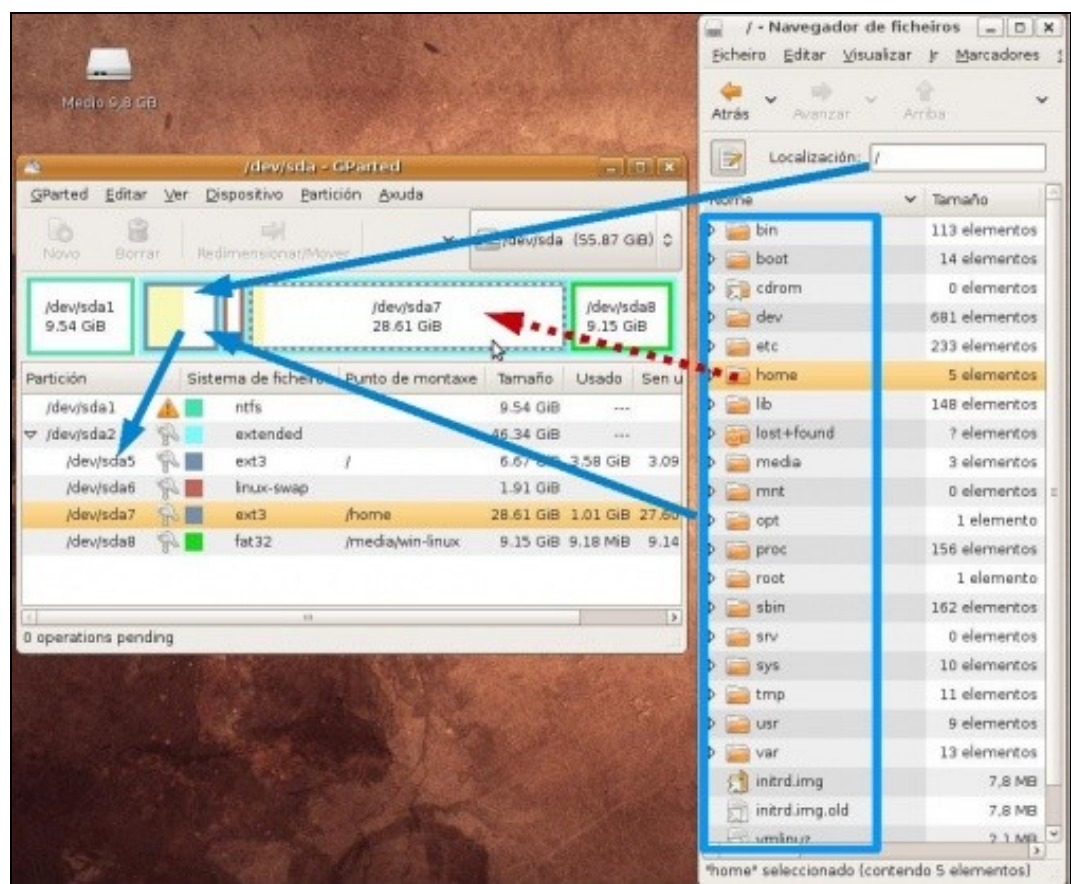 Medio 9,8 GB
/dev/sda - GParted
GParted Editar Ver Dispositivo Partición Axuda
Novo Borrar Redimensionar/Mover /dev/sda (55.87 GiB)
/dev/sda1
9.54 GiB
/dev/sda7
28.61 GiB
/dev/sda8
9.15 GiB
Partición Sistema de ficheiros Punto de montaxe Tamaño Usado Sen u
/dev/sda1 ntfs 9.54 GiB ---
/dev/sda2 extended 46.34 GiB ---
/dev/sda5 ext3 / 6.67 GiB 3.58 GiB 3.09
/dev/sda6 linux-swap 1.91 GiB
/dev/sda7 ext3 /home 28.61 GiB 1.01 GiB 27.60
/dev/sda8 fat32 /media/win-linux 9.15 GiB 9.18 MiB 9.14
0 operations pending
/ - Navegador de ficheiros
Ficheiro Editar Visualizar Ir Marcadores
Atrás Avanzar Arriba
Localización: /
Nome Tamaño
bin 113 elementos
boot 14 elementos
cdrom 0 elementos
dev 681 elementos
etc 233 elementos
home 5 elementos
lib 148 elementos
lost+found ? elementos
media 3 elementos
mnt 0 elementos
opt 1 elemento
proc 156 elementos
root 1 elemento
sbin 162 elementos
srv 0 elementos
sys 10 elementos
tmp 11 elementos
usr 9 elementos
var 13 elementos
initrd.img 7,8 MB
initrd.img.old 7,8 MB
vmlinuz 2,1 MB
"home" seleccionado (contendo 5 elementos)